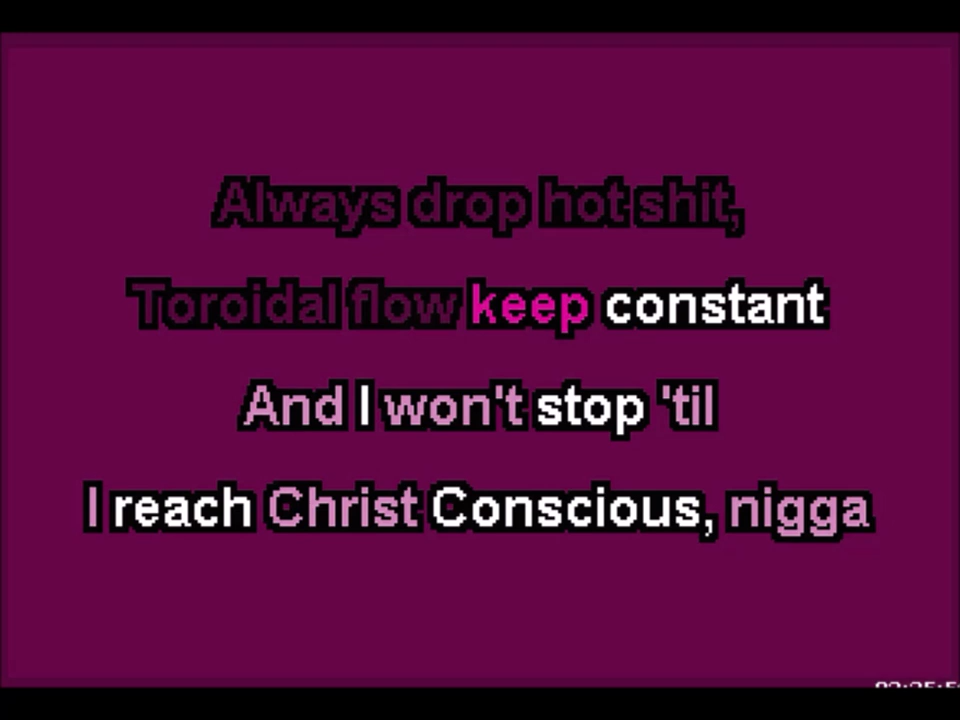 Always drop hot shit,
Toroidal flow keep constant
And I won't stop 'til
I reach Christ Conscious, nigga